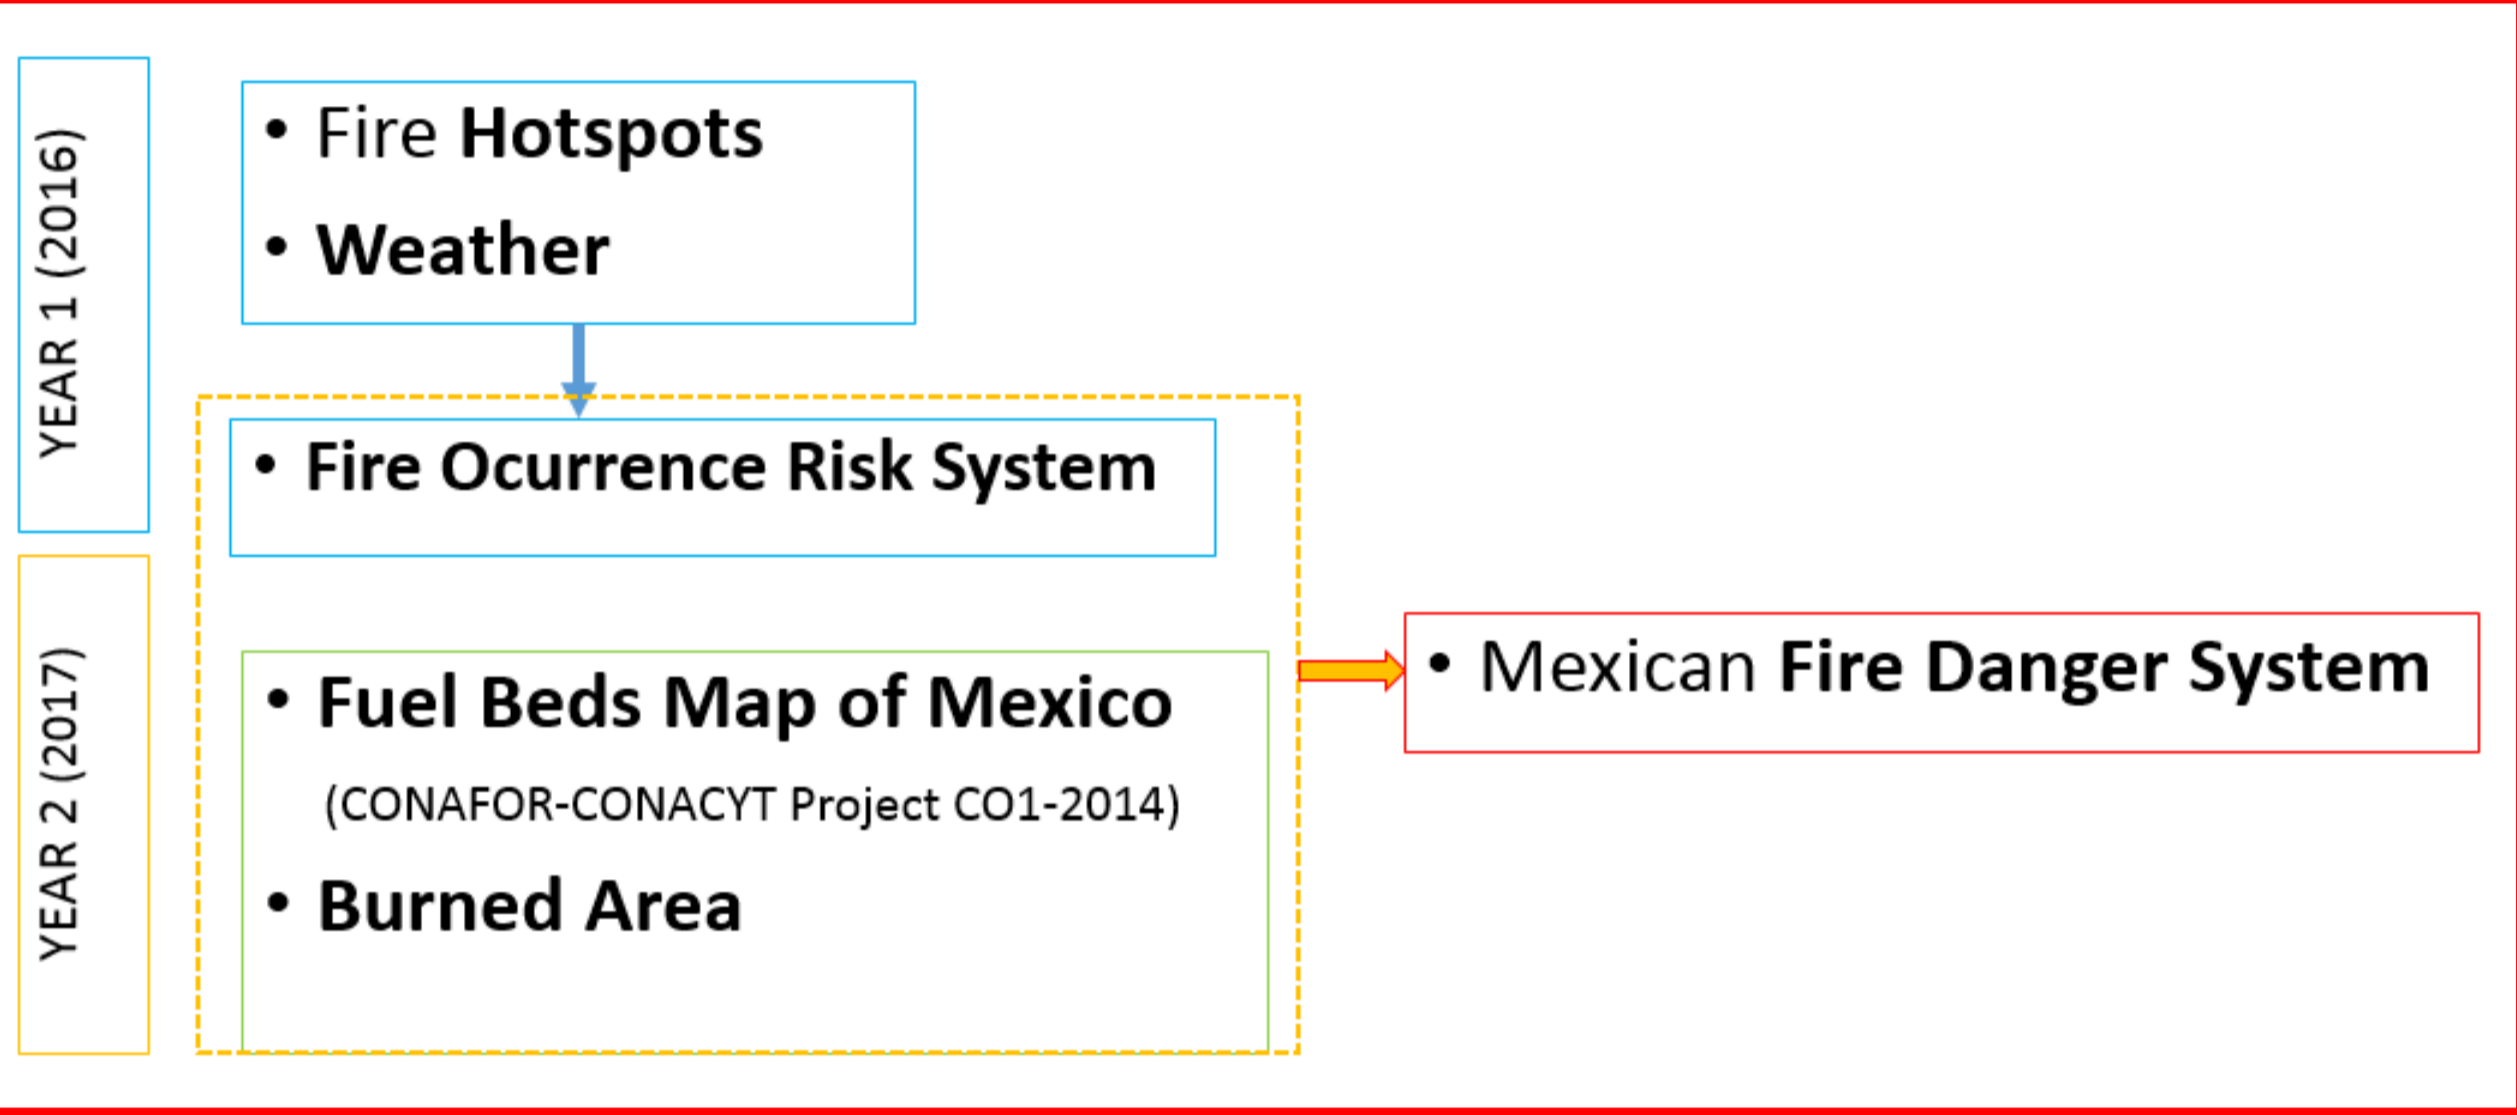 YEAR 1 (2016)
• Fire Hotspots
• Weather
• Fire Ocurrence Risk System
YEAR 2 (2017)
• Fuel Beds Map of Mexico
(CONAFOR-CONACYT Project CO1-2014)
• Burned Area
• Mexican Fire Danger System